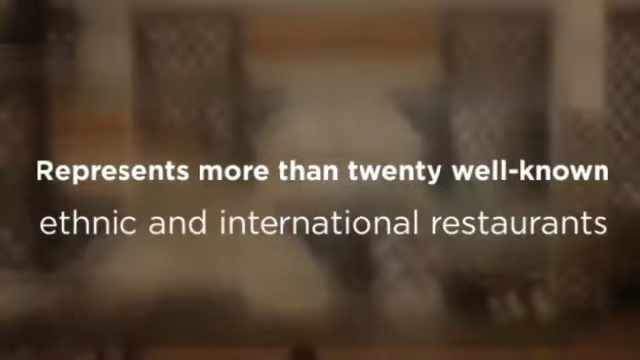 Represents more than twenty well-known
ethnic and international restaurants